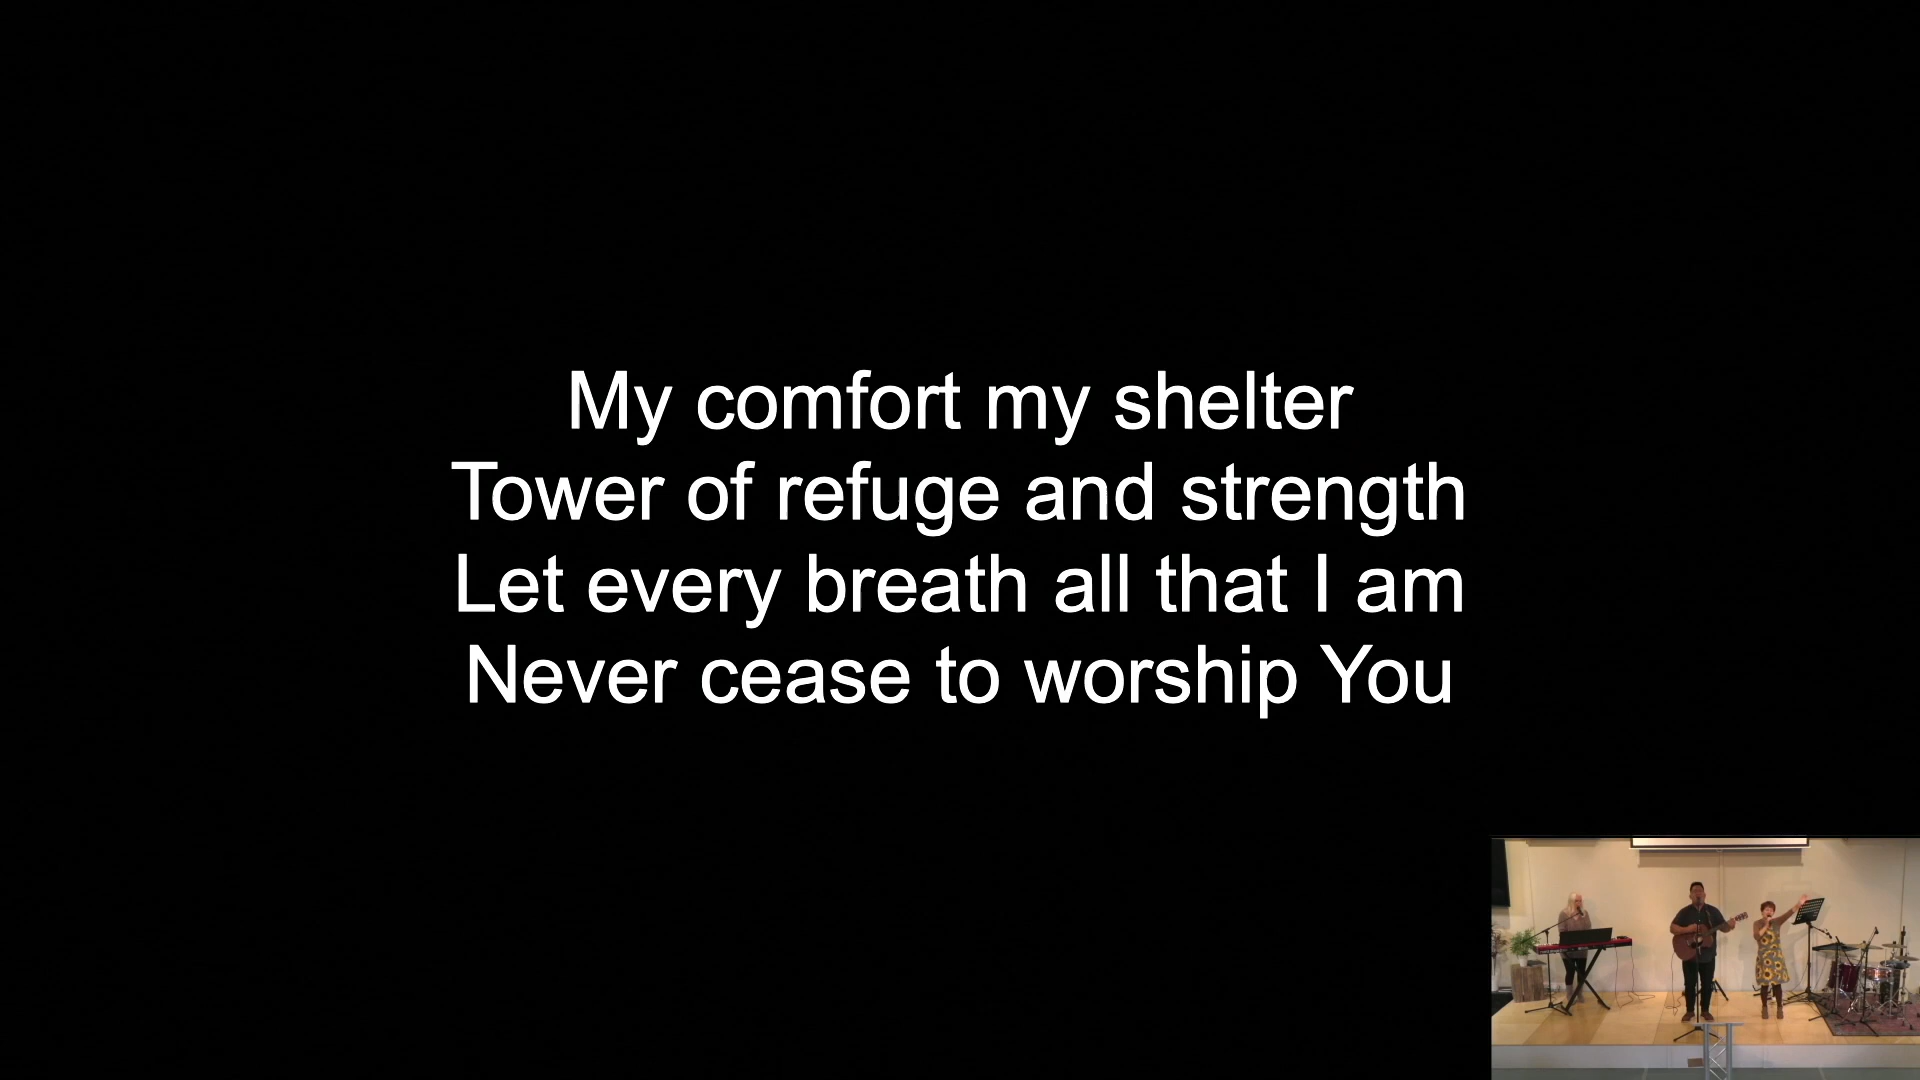 My comfort my shelter
Tower of refuge and strength
Let every breath all that I am
Never cease to worship You